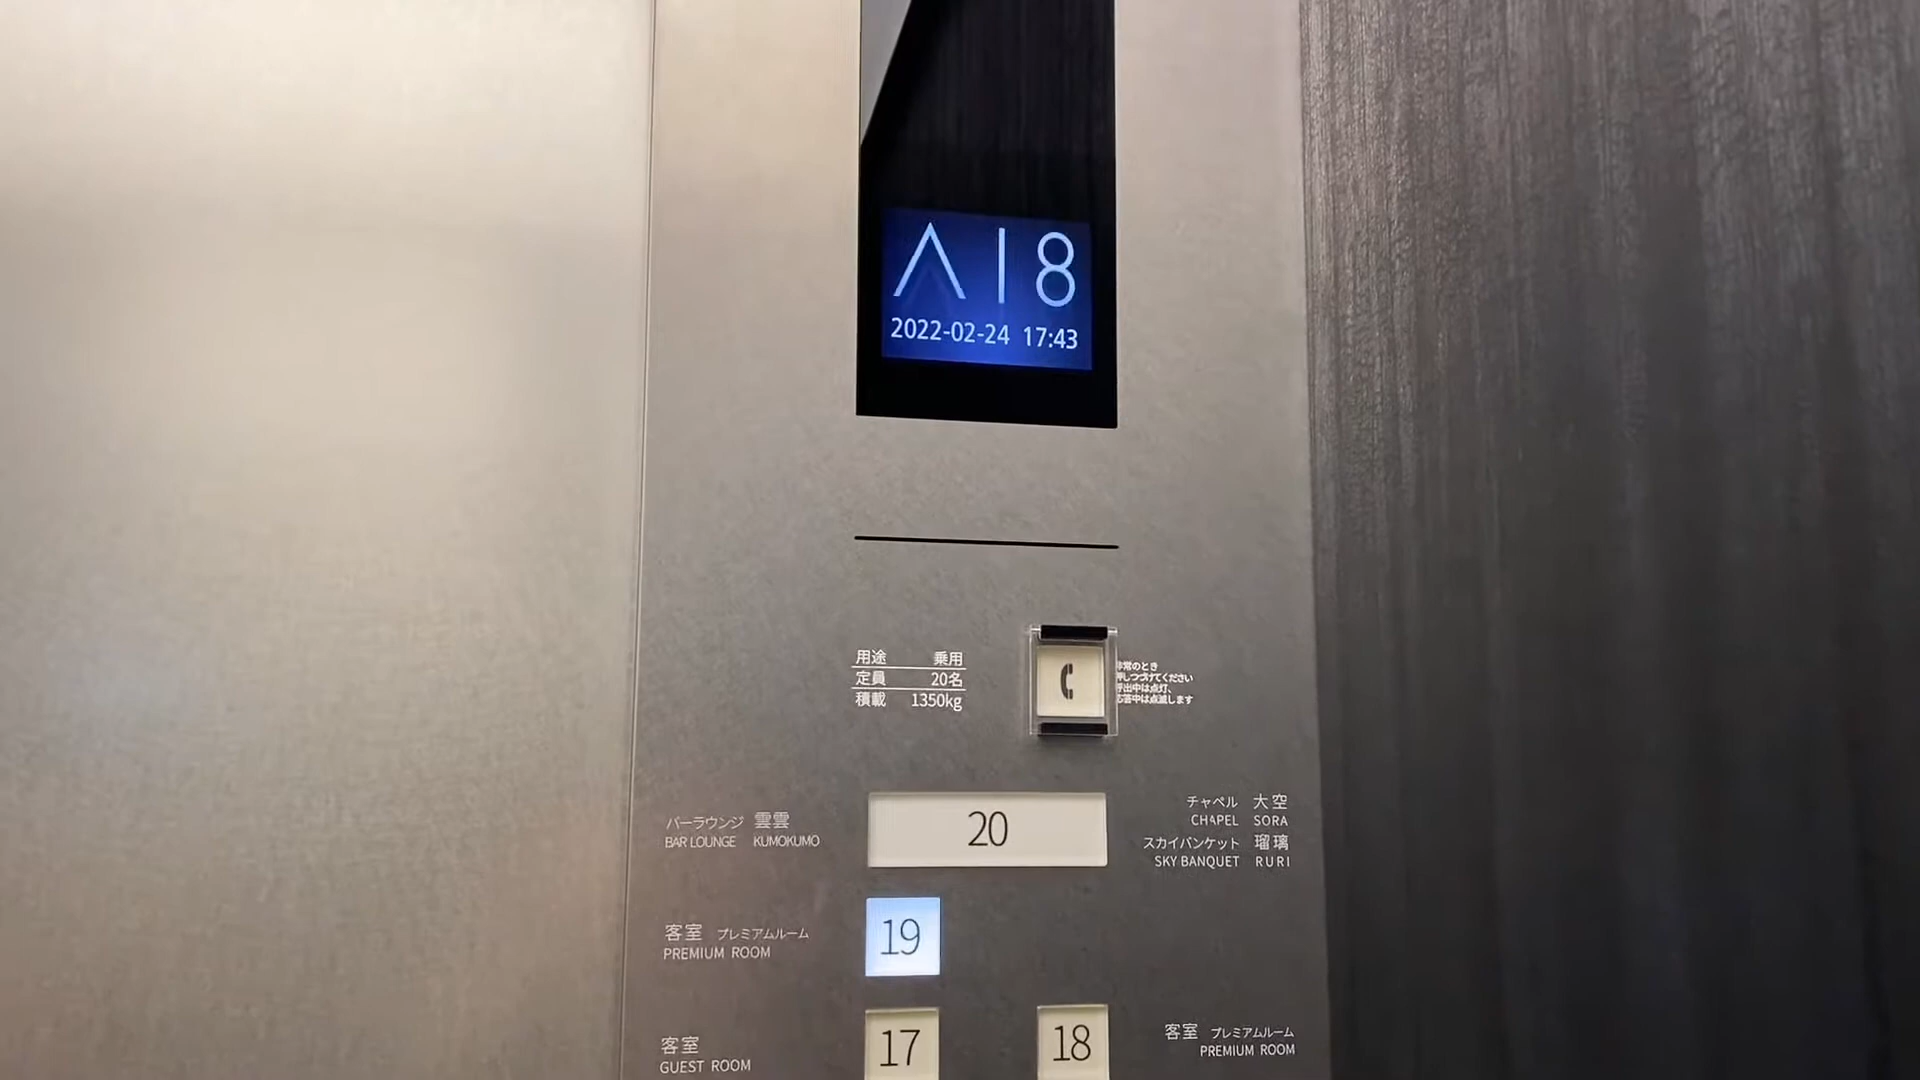 18
2022-02-24 17:43
用途 乗用
定員 20名
積載 1350kg
非常のとき
押しつづけてください
呼出中は点灯、
応答中は点滅します
バーラウンジ 雲雲
BAR LOUNGE KUMOKUMO
20
チャペル 大空
CHAPEL SORA
スカイバンケット 瑠璃
SKY BANQUET RURI
客室 プレミアムルーム
PREMIUM ROOM
19
客室
GUEST ROOM
17
18
客室 プレミアムルーム
PREMIUM ROOM